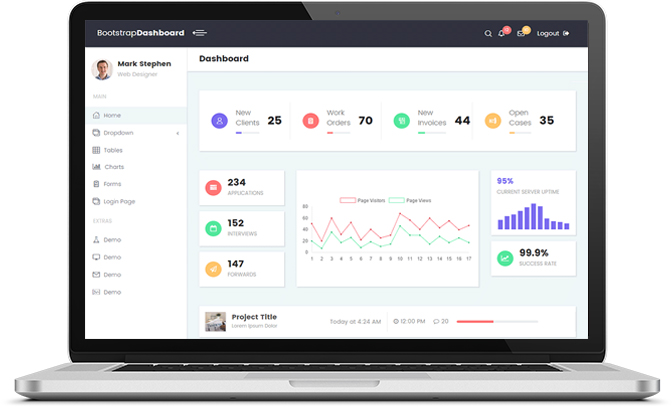 BootstrapDashboard
Logout
Mark Stephen
Web Designer
MAIN
Home
Dropdown
Tables
Charts
Forms
Login Page
EXTRAS
Demo
Demo
Demo
Demo
Dashboard
New Clients 25
Work Orders 70
New Invoices 44
Open Cases 35
234
APPLICATIONS
152
INTERVIEWS
147
FORWARDS
Page Visitors Page Views
80
60
40
20
0
1 2 3 4 5 6 7 8 9 10 11 12 13 14 15 16 17
95%
CURRENT SERVER UPTIME
99.9%
SUCCESS RATE
Project Title
Lorem Ipsum Dolor
Today at 4:24 AM
12:00 PM
20